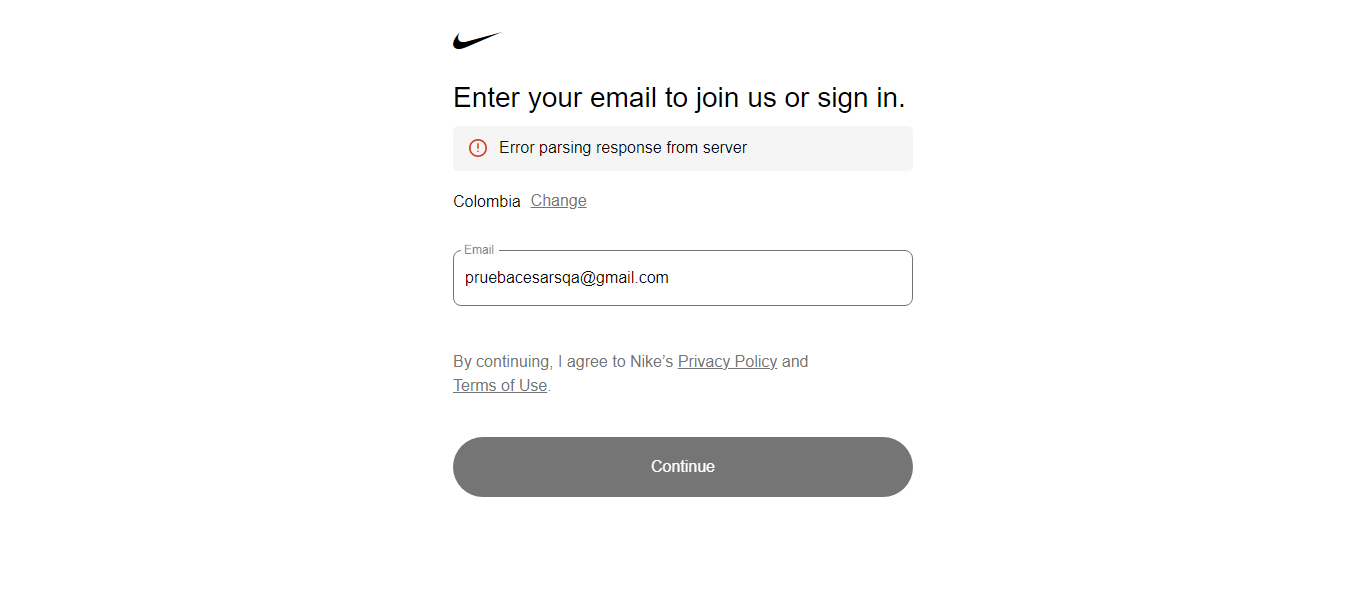 Enter your email to join us or sign in.
Error parsing response from server
Colombia Change
Email
pruebacesarsqa@gmail.com
By continuing, I agree to Nike’s Privacy Policy and
Terms of Use.
Continue